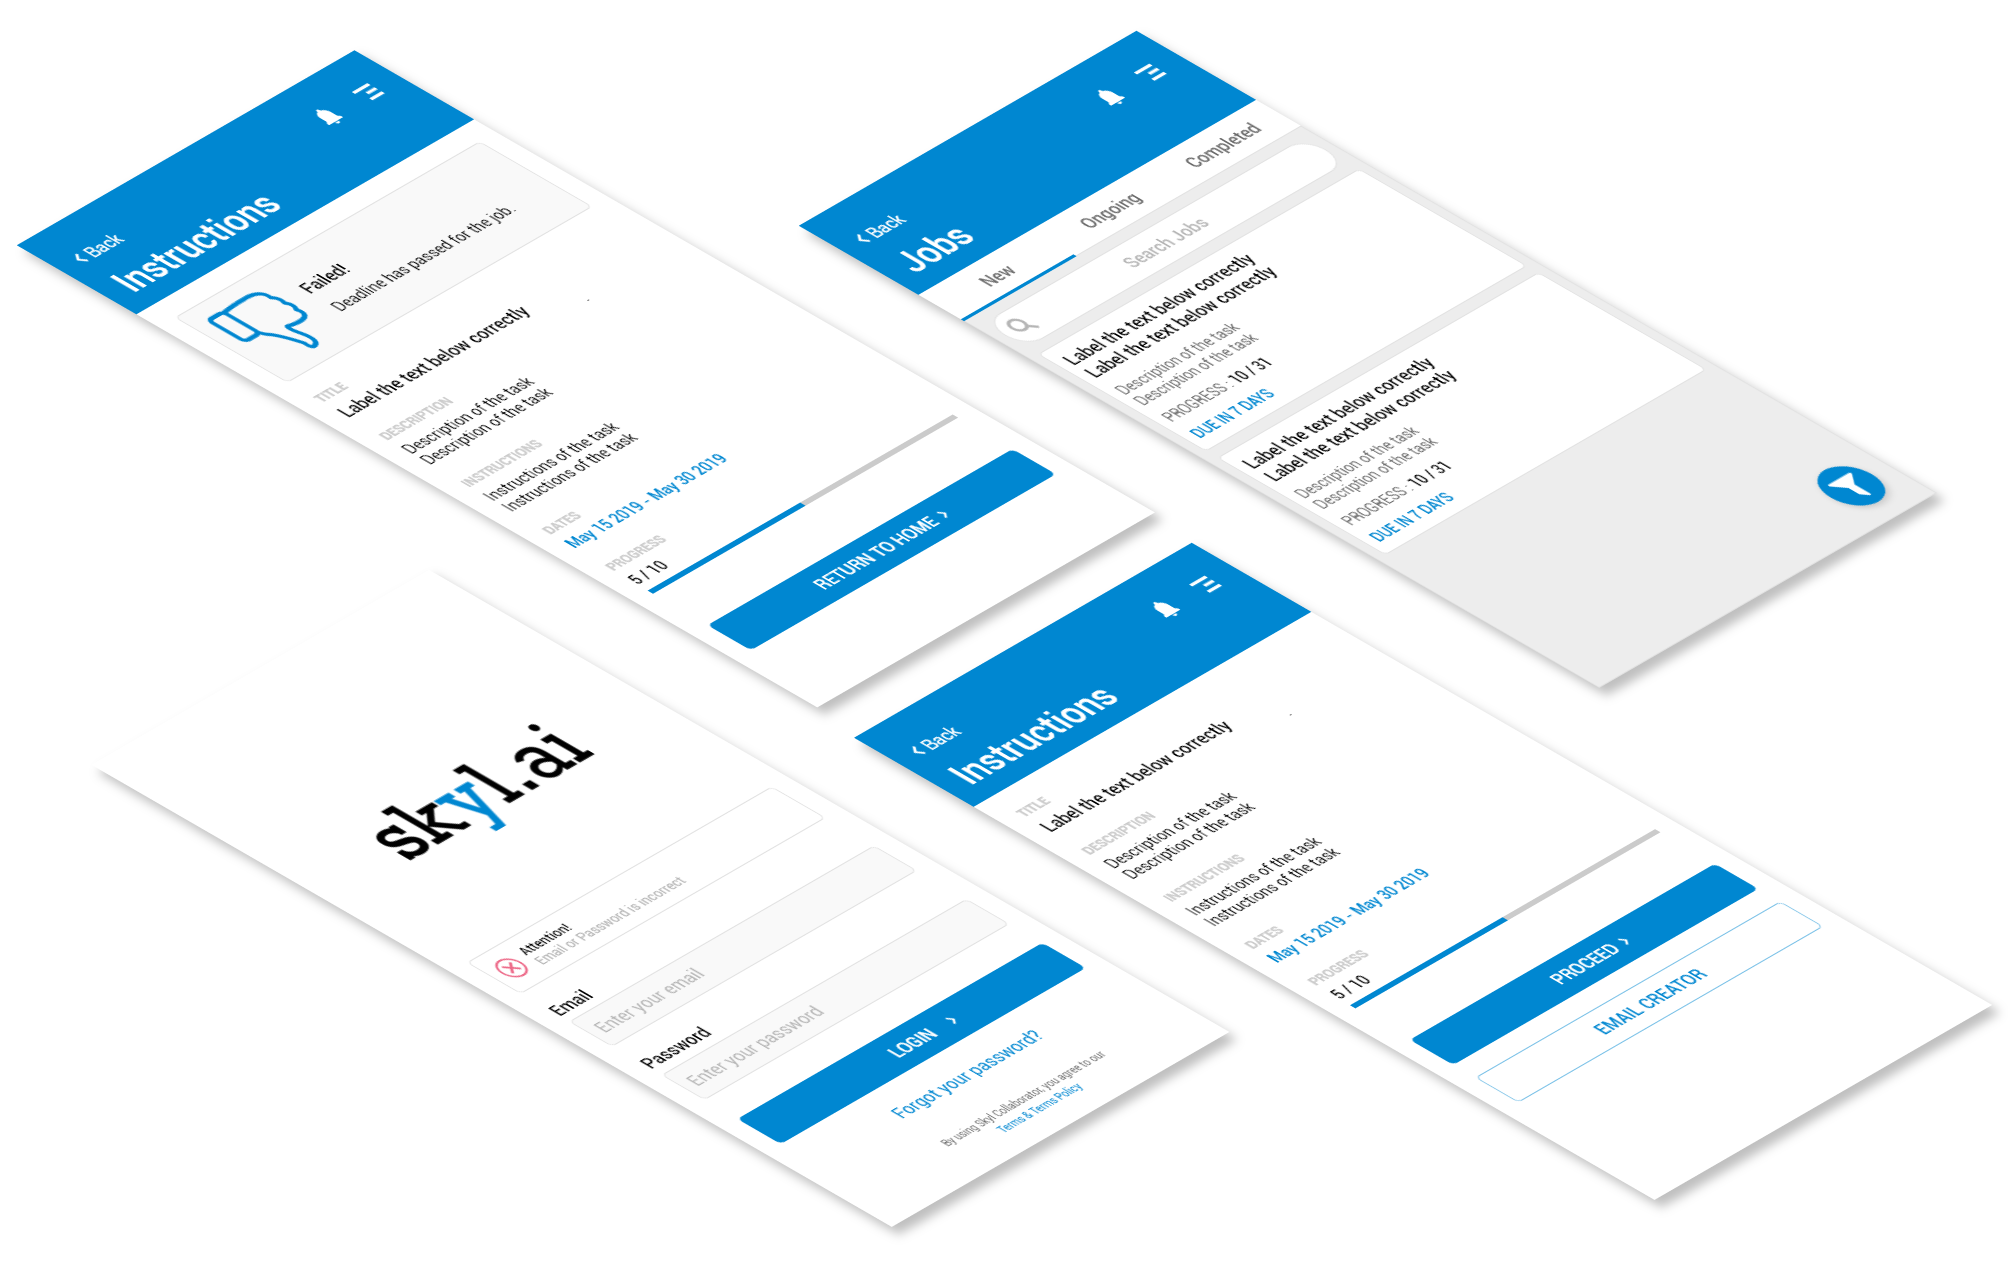 Back
Instructions
Failed!.
Deadline has passed for the job.
TITLE
Label the text below correctly
DESCRIPTION
Description of the task
Description of the task
INSTRUCTIONS
Instructions of the task
Instructions of the task
DATES
May 15 2019 - May 30 2019
PROGRESS
5 / 10
RETURN TO HOME
Back
Jobs
New
Ongoing
Completed
Search Jobs
Label the text below correctly
Label the text below correctly
Description of the task
Description of the task
PROGRESS : 10 / 31
DUE IN 7 DAYS
Label the text below correctly
Label the text below correctly
Description of the task
Description of the task
PROGRESS : 10 / 31
DUE IN 7 DAYS
skyl.ai
Attention!
Email or Password is incorrect
Email
Enter your email
Password
Enter your password
LOGIN
Forgot your password?
By using Skyl Collaborator, you agree to our
Terms & Terms Policy
Back
Instructions
TITLE
Label the text below correctly
DESCRIPTION
Description of the task
Description of the task
INSTRUCTIONS
Instructions of the task
Instructions of the task
DATES
May 15 2019 - May 30 2019
PROGRESS
5 / 10
PROCEED
EMAIL CREATOR